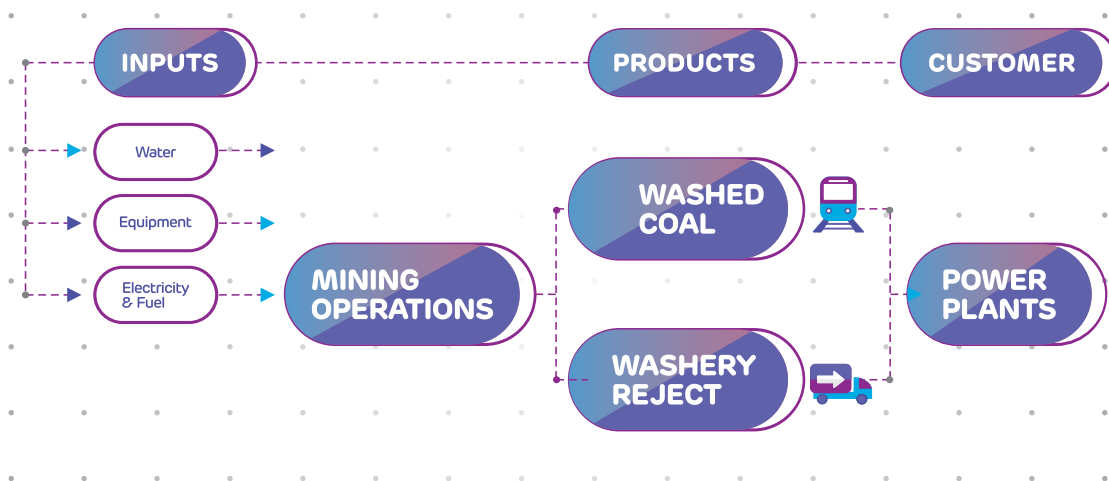 INPUTS
PRODUCTS
CUSTOMER
Water
Equipment
Electricity
& Fuel
MINING
OPERATIONS
WASHED
COAL
WASHERY
REJECT
POWER
PLANTS